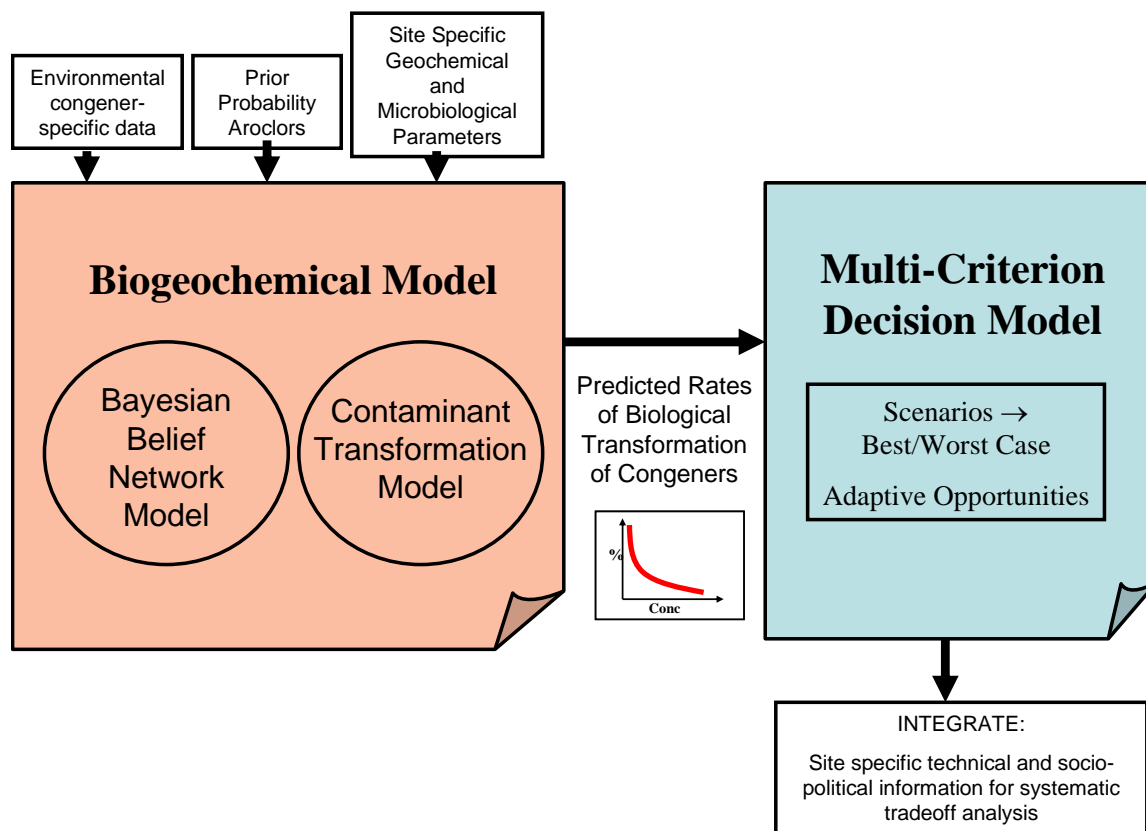 Environmental
congener-
specific data
Prior
Probability
Aroclors
Site Specific
Geochemical
and
Microbiological
Parameters
Biogeochemical Model
Bayesian
Belief
Network
Model
Contaminant
Transformation
Model
Predicted Rates
of Biological
Transformation
of Congeners
%
Conc
Multi-Criterion
Decision Model
Scenarios →
Best/Worst Case
Adaptive Opportunities
INTEGRATE:
Site specific technical and socio-
political information for systematic
tradeoff analysis